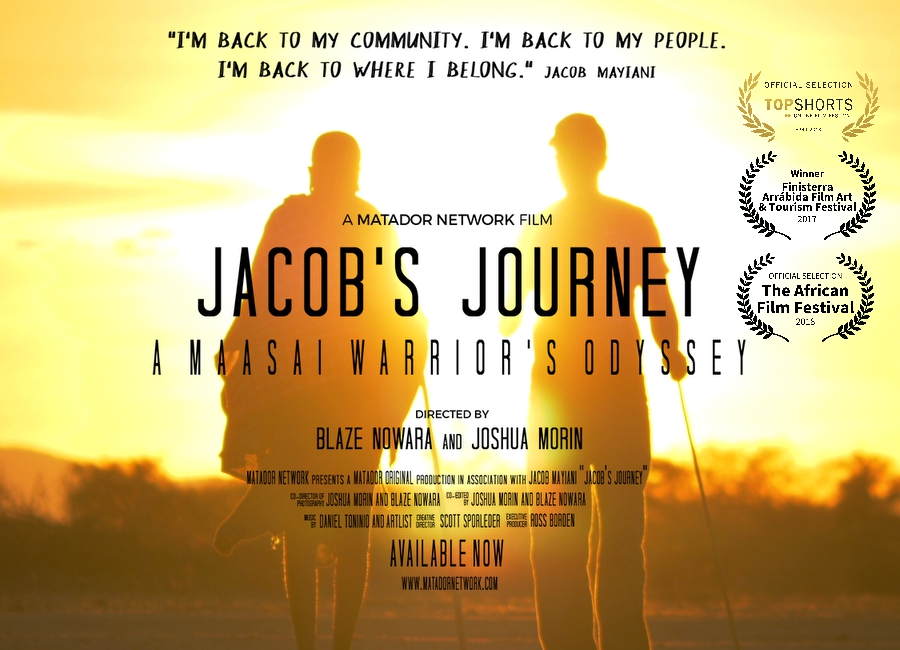 "I'M BACK TO MY COMMUNITY. I'M BACK TO MY PEOPLE.
I'M BACK TO WHERE I BELONG." JACOB MAYIANI
OFFICIAL SELECTION
TOPSHORTS
ONLINE FILM FESTIVAL
Winner
Finisterra
Arrábida Film Art
& Tourism Festival
2017
OFFICIAL SELECTION
The African
Film Festival
2016
A MATADOR NETWORK FILM
JACOB'S JOURNEY
A MAASAI WARRIOR'S ODYSSEY
DIRECTED BY
BLAZE NOWARA AND JOSHUA MORIN
MATADOR NETWORK PRESENTS A MATADOR ORIGINAL PRODUCTION IN ASSOCIATION WITH JACOB MAYIANI "JACOB'S JOURNEY"
CO-DIRECTOR OF PHOTOGRAPHY JOSHUA MORIN AND BLAZE NOWARA CO-EDITED BY JOSHUA MORIN AND BLAZE NOWARA
MUSIC BY DANIEL TONINIO AND ARTLIST CREATIVE DIRECTOR SCOTT SPORLEDER EXECUTIVE PRODUCER ROSS BORDEN
AVAILABLE NOW
WWW.MATADORNETWORK.COM